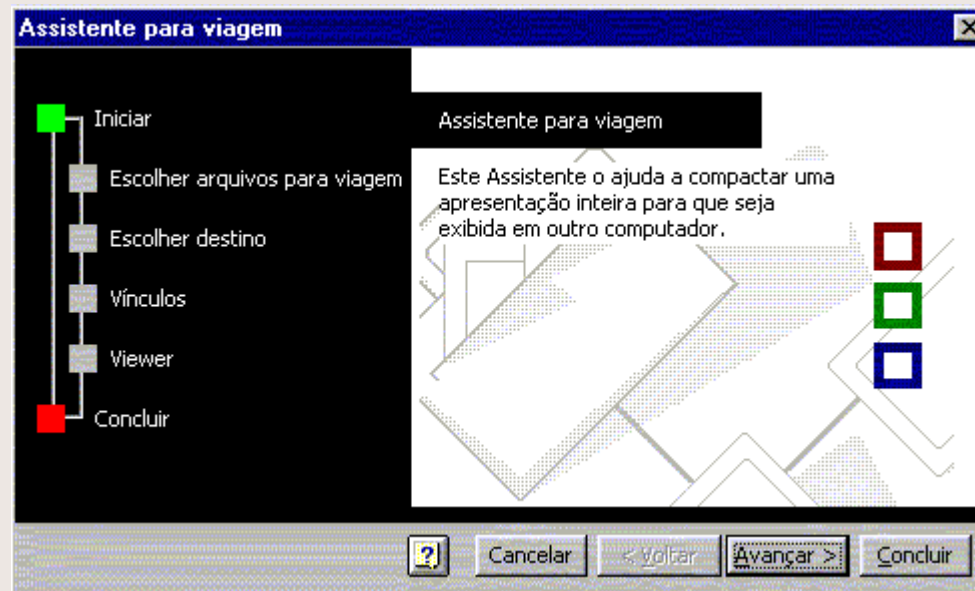 Assistente para viagem
Iniciar
Escolher arquivos para viagem
Escolher destino
Vínculos
Viewer
Concluir
Assistente para viagem
Este Assistente o ajuda a compactar uma
apresentação inteira para que seja
exibida em outro computador.
?
Cancelar
< Voltar
Avançar >
Concluir